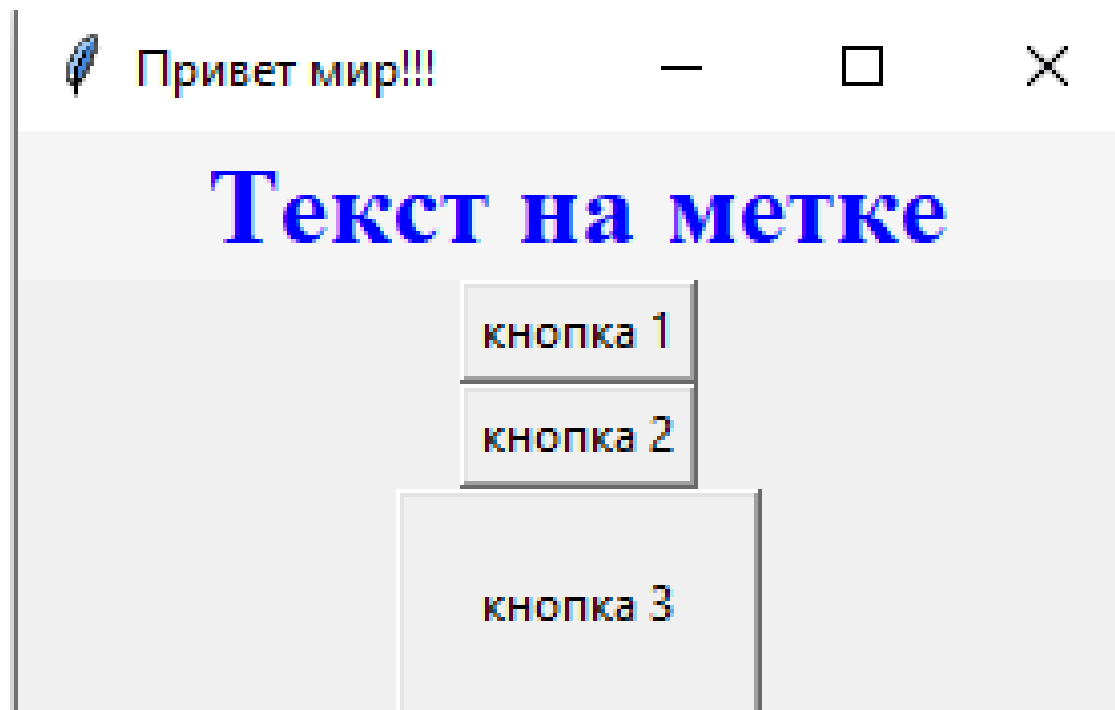 Привет мир!!!
Текст на метке
кнопка 1
кнопка 2
кнопка 3